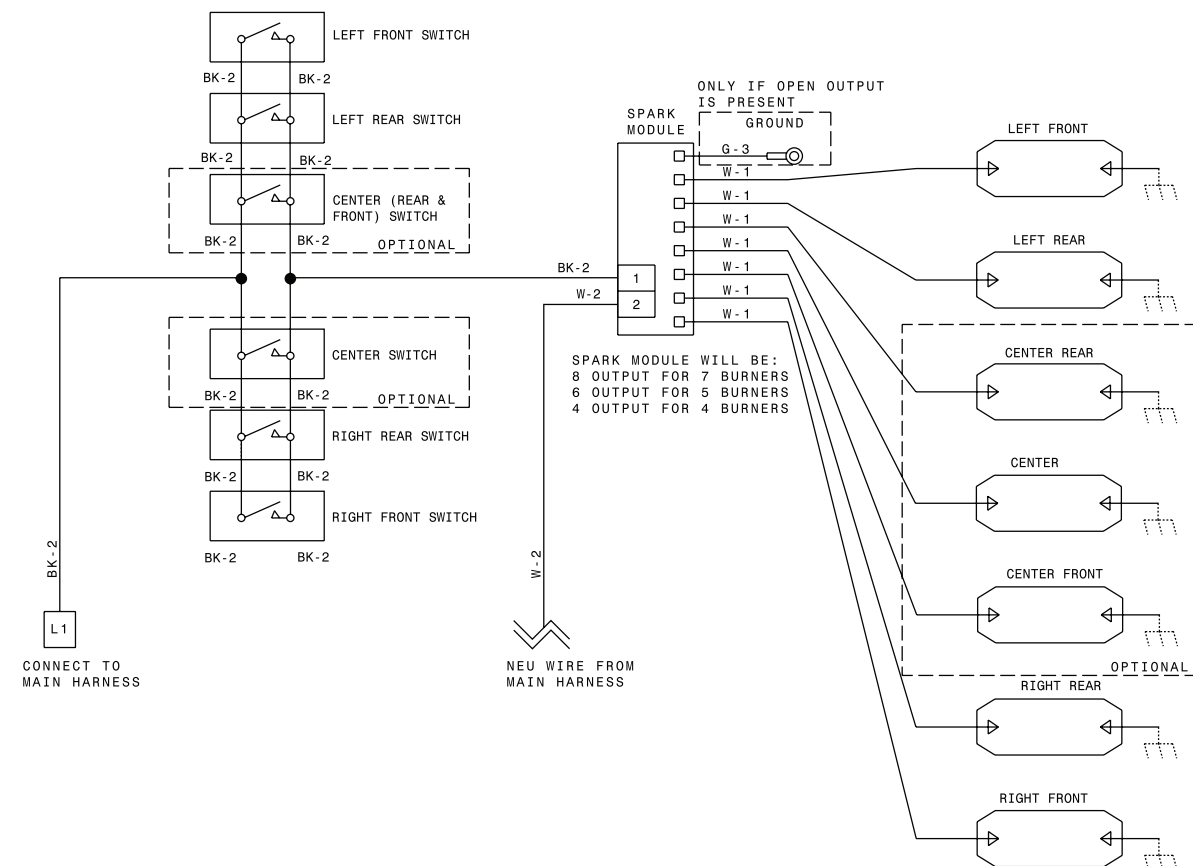 LEFT FRONT SWITCH
BK-2
BK-2
LEFT REAR SWITCH
BK-2
BK-2
CENTER (REAR &
FRONT) SWITCH
BK-2
BK-2
OPTIONAL
CENTER SWITCH
BK-2
BK-2
OPTIONAL
RIGHT REAR SWITCH
BK-2
BK-2
RIGHT FRONT SWITCH
BK-2
BK-2
BK-2
L1
CONNECT TO
MAIN HARNESS
BK-2
W-2
W-2
NEU WIRE FROM
MAIN HARNESS
SPARK
MODULE
1
2
ONLY IF OPEN OUTPUT
IS PRESENT
GROUND
G-3
W-1
W-1
W-1
W-1
W-1
W-1
W-1
SPARK MODULE WILL BE:
8 OUTPUT FOR 7 BURNERS
6 OUTPUT FOR 5 BURNERS
4 OUTPUT FOR 4 BURNERS
LEFT FRONT
LEFT REAR
CENTER REAR
CENTER
CENTER FRONT
OPTIONAL
RIGHT REAR
RIGHT FRONT